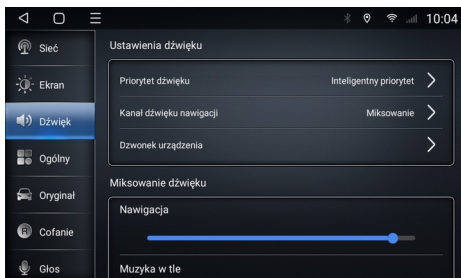 10:04
Sieć
Ekran
Dźwięk
Ogólny
Oryginał
Cofanie
Głos
Ustawienia dźwięku
Priorytet dźwięku Inteligentny priorytet
Kanał dźwięku nawigacji Miksowanie
Dzwonek urządzenia
Miksowanie dźwięku
Nawigacja
Muzyka w tle